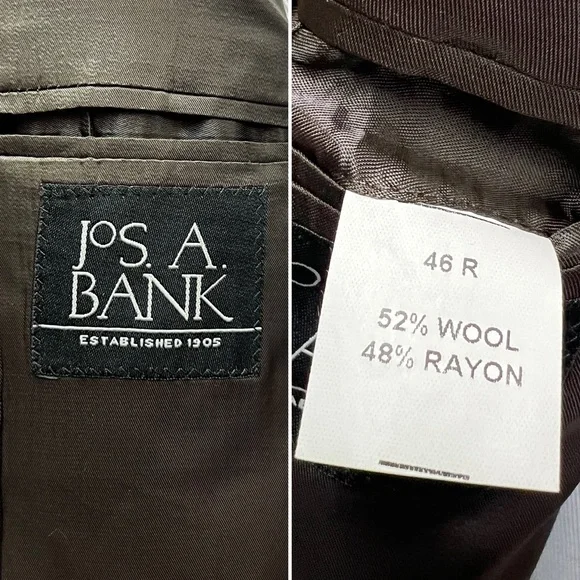 JoS. A.
BANK
ESTABLISHED 1905
46 R
52% WOOL
48% RAYON